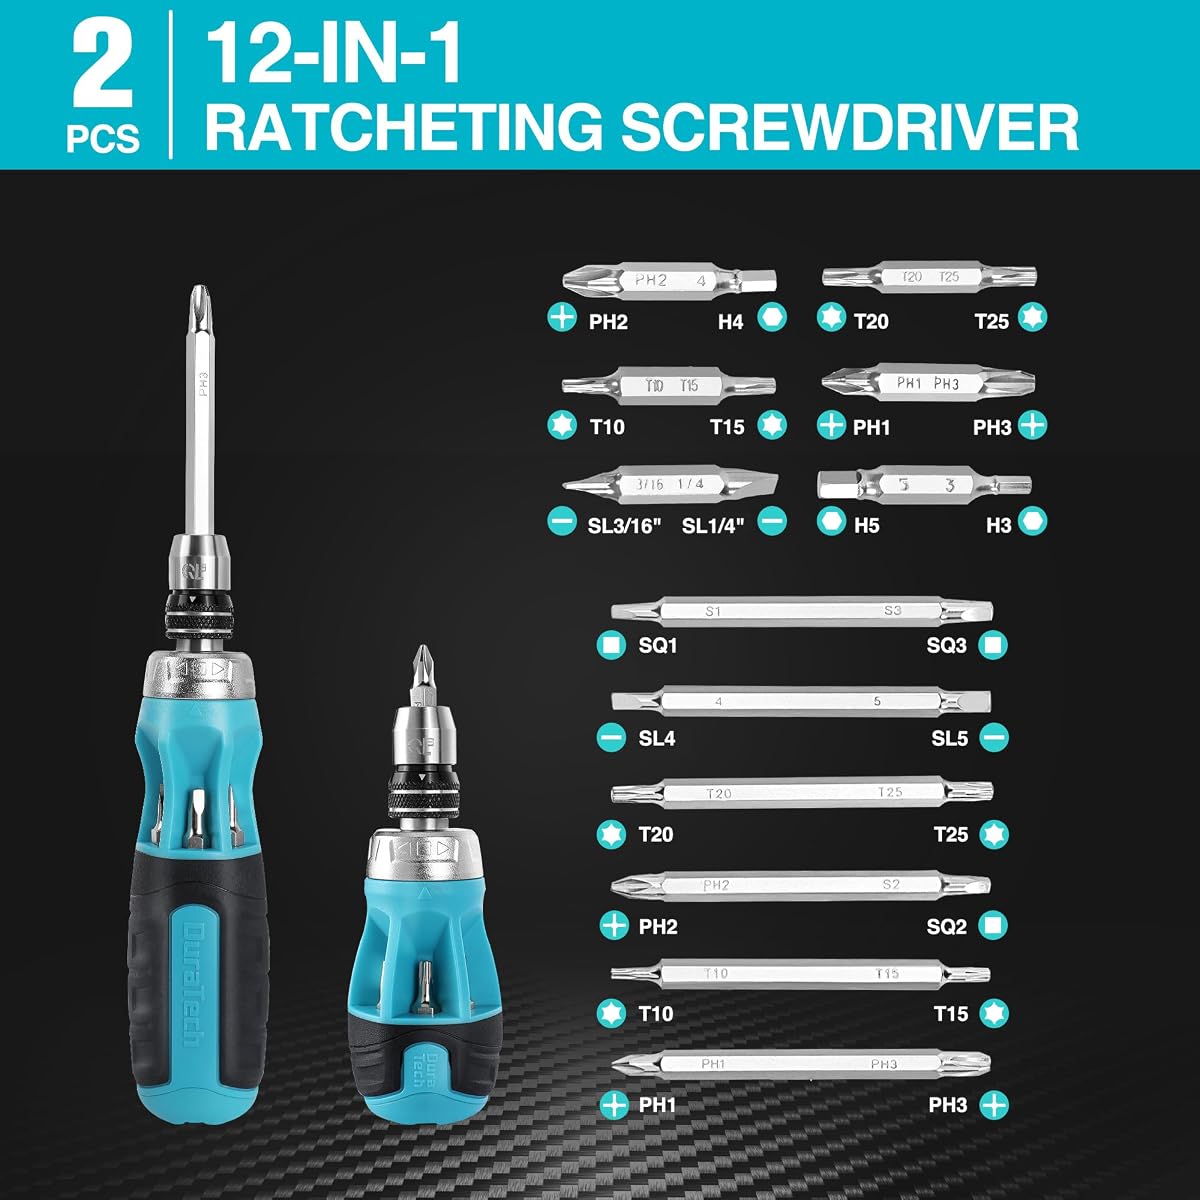 2
PCS
12-IN-1
RATCHETING SCREWDRIVER
PH2 4
PH2 H4
T20 T25
T20 T25
T10 T15
T10 T15
PH1 PH3
PH1 PH3
3/16 1/4
SL3/16" SL1/4"
5 3
H5 H3
S1 S3
SQ1 SQ3
4 5
SL4 SL5
T20 T25
T20 T25
PH2 S2
PH2 SQ2
T10 T15
T10 T15
PH1 PH3
PH1 PH3
PH3
DuraTech
Dura
Tech